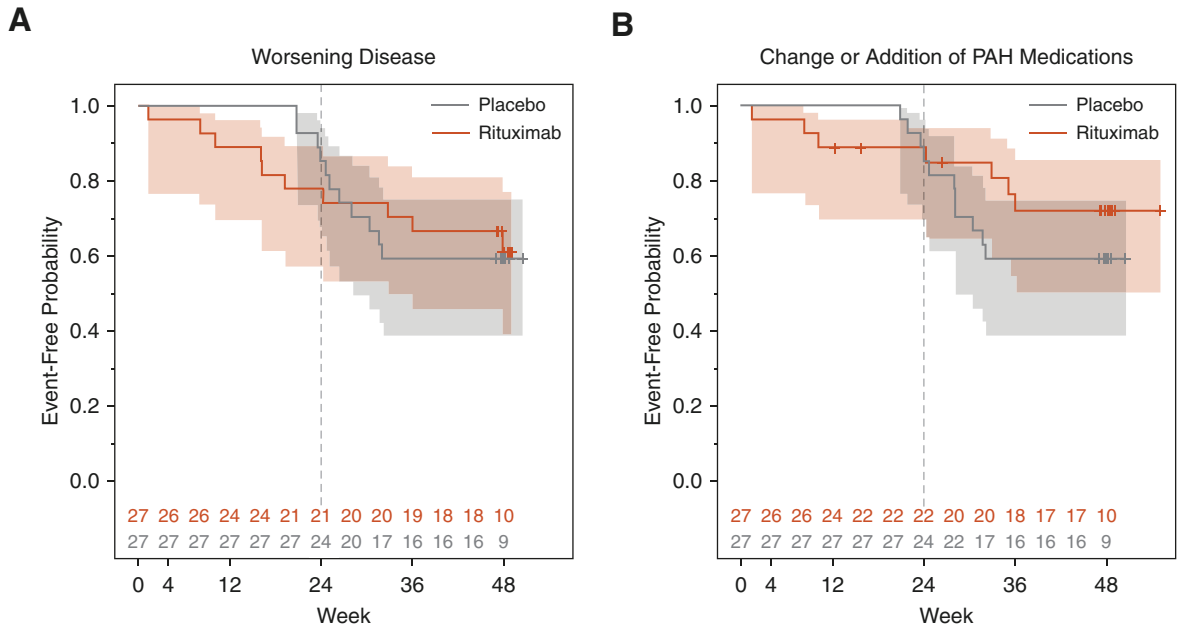 A
Worsening Disease
Placebo
Rituximab
Event-Free Probability
1.0
0.8
0.6
0.4
0.2
0.0
27 26 26 24 24 21 21 20 20 19 18 18 10
27 27 27 27 27 27 24 20 17 16 16 16 9
0 4 12 24 36 48
Week
B
Change or Addition of PAH Medications
Placebo
Rituximab
Event-Free Probability
1.0
0.8
0.6
0.4
0.2
0.0
27 26 26 24 22 22 22 20 20 18 17 17 10
27 27 27 27 27 27 24 22 17 16 16 16 9
0 4 12 24 36 48
Week